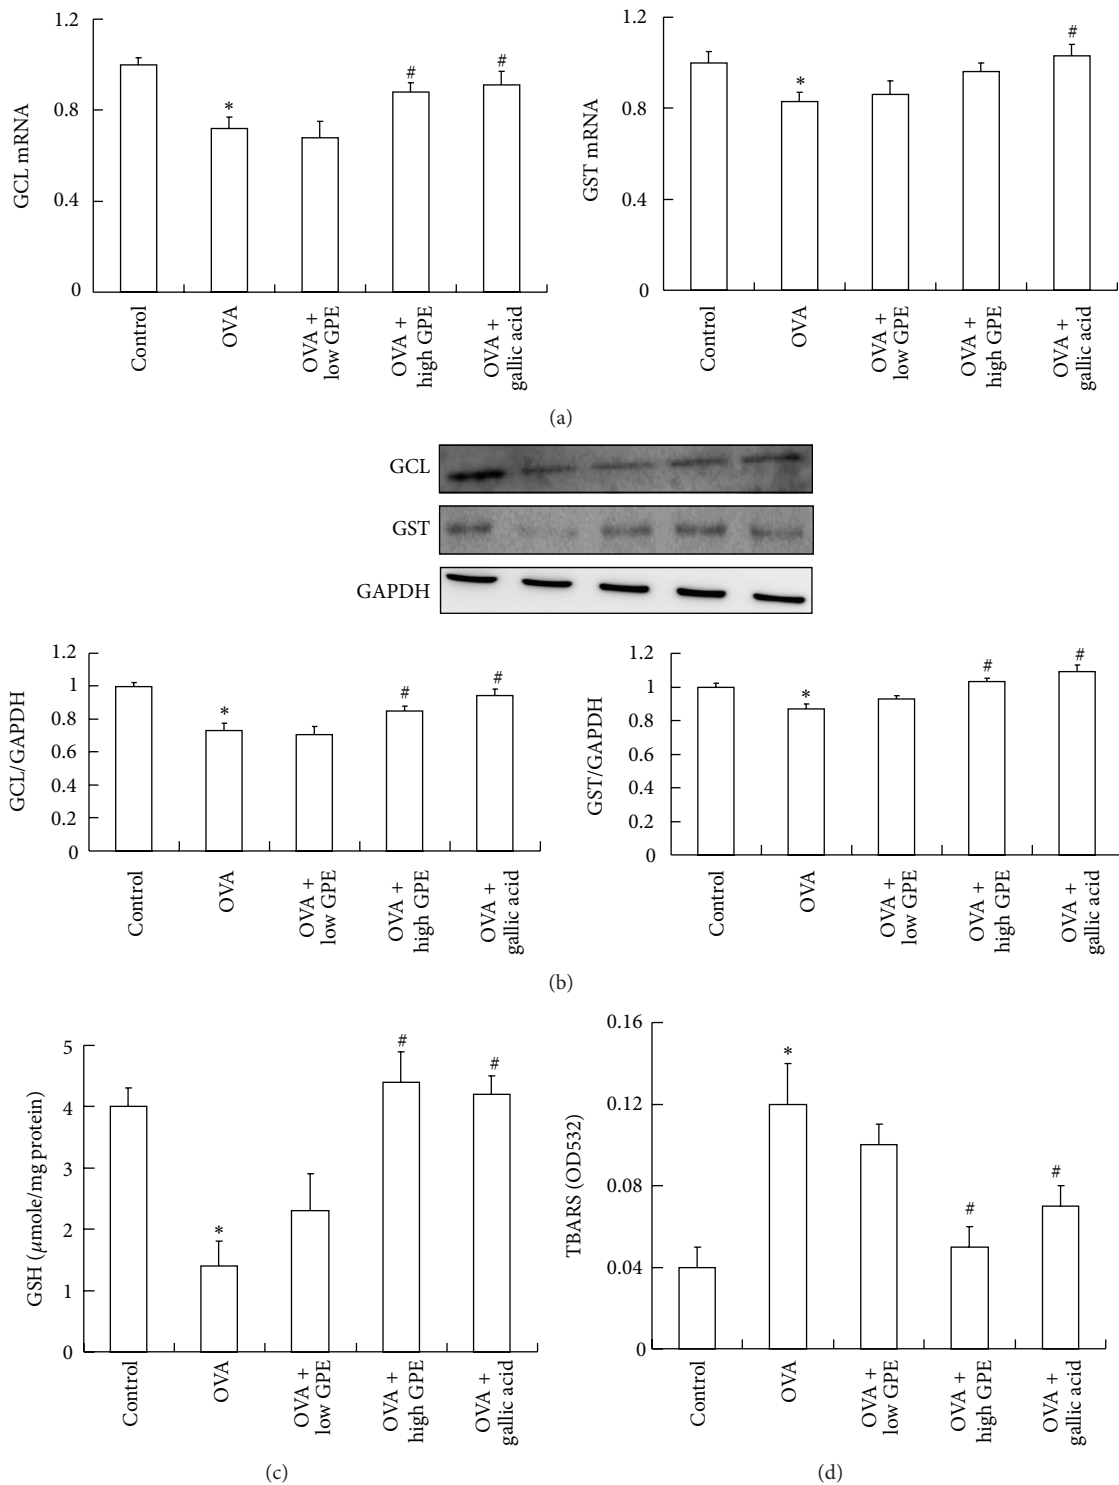 1.2
0.8
0.4
0
GCL mRNA
*
#
#
Control
OVA
OVA +
low GPE
OVA +
high GPE
OVA +
gallic acid
1.2
0.8
0.4
0
GST mRNA
*
#
Control
OVA
OVA +
low GPE
OVA +
high GPE
OVA +
gallic acid
(a)
GCL
GST
GAPDH
1.2
1
0.8
0.6
0.4
0.2
0
GCL/GAPDH
*
#
#
Control
OVA
OVA +
low GPE
OVA +
high GPE
OVA +
gallic acid
1.2
1
0.8
0.6
0.4
0.2
0
GST/GAPDH
*
#
#
Control
OVA
OVA +
low GPE
OVA +
high GPE
OVA +
gallic acid
(b)
5
4
3
2
1
0
GSH (μmole/mg protein)
*
#
#
Control
OVA
OVA +
low GPE
OVA +
high GPE
OVA +
gallic acid
(c)
0.16
0.12
0.08
0.04
0
TBARS (OD532)
*
#
#
Control
OVA
OVA +
low GPE
OVA +
high GPE
OVA +
gallic acid
(d)